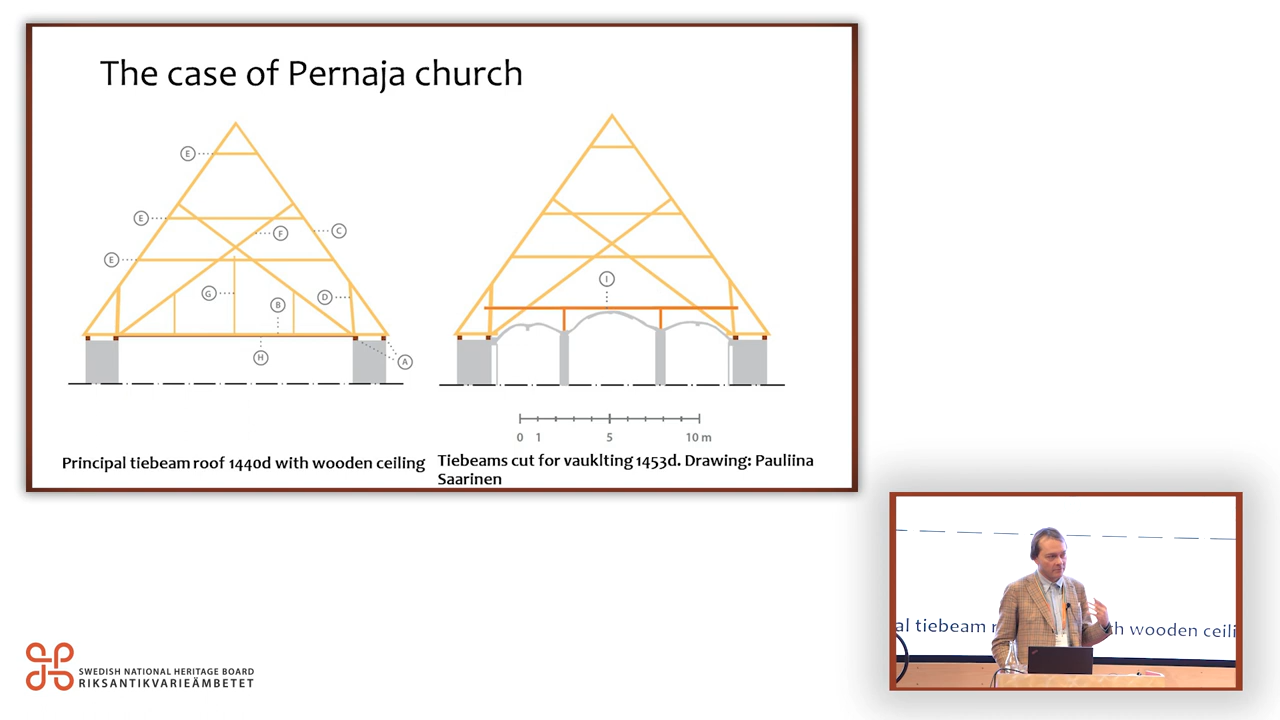 The case of Pernaja church
E
E
E
F
C
G
B
D
H
A
I
0 1 5 10 m
Principal tiebeam roof 1440d with wooden ceiling
Tiebeams cut for vauklting 1453d. Drawing: Pauliina
Saarinen
al tiebeam
th wooden ceili
SWEDISH NATIONAL HERITAGE BOARD
RIKSANTIKVARIEÄMBETET